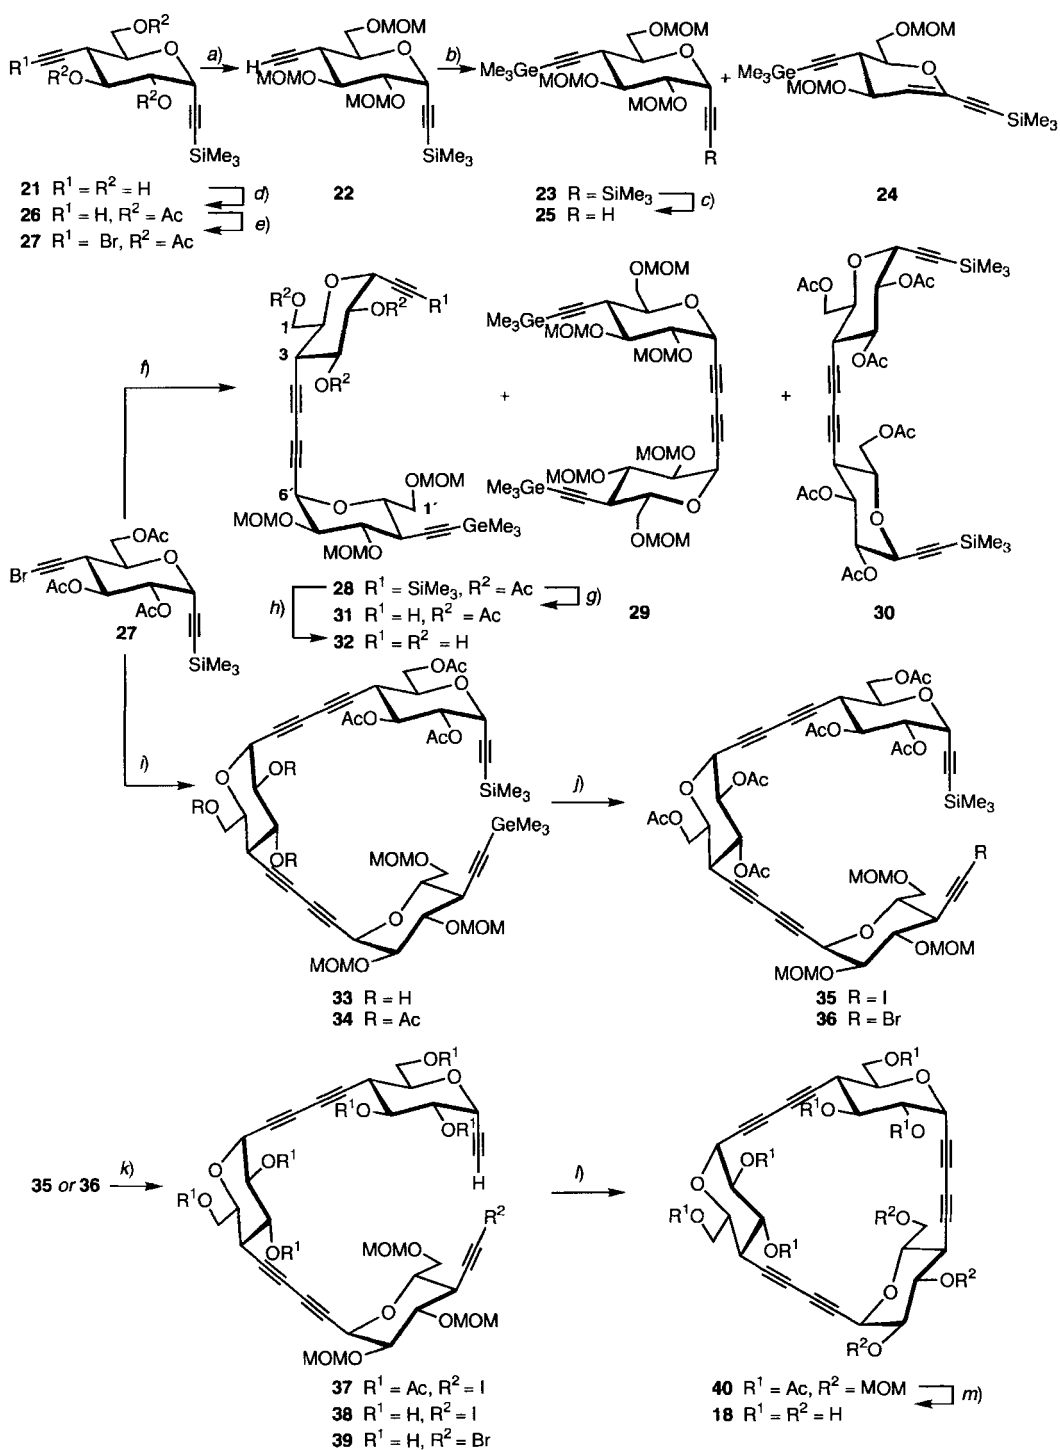 OR² OMOM OMOM OMOM
R¹ R²O R²O O a) H MOMO MOMO O b) Me₃Ge MOMO MOMO O + Me₃Ge MOMO O SiMe₃
SiMe₃ SiMe₃ R
21 R¹ = R² = H d) 22 23 R = SiMe₃ c) 24
26 R¹ = H, R² = Ac e) 25 R = H
27 R¹ = Br, R² = Ac
R²O O R¹ OR² OMOM O SiMe₃
1 Me₃Ge O AcO OAc
3 MOMO AcO
OR² MOMO OAc
f) + +
OMOM MOMO MOMO OAc
6´ O 1´ Me₃Ge O AcO
MOMO GeMe₃ O SiMe₃
MOMO OMOM AcO
OAc
Br O
AcO
AcO
27
SiMe₃
h) 28 R¹ = SiMe₃, R² = Ac g) 29 30
31 R¹ = H, R² = Ac
32 R¹ = R² = H
OAc OAc
O O
AcO AcO AcO AcO
i) O OR SiMe₃ j) O OAc SiMe₃
RO GeMe₃ AcO R
OR MOMO OAc MOMO
O OMOM O OMOM
MOMO MOMO
33 R = H 35 R = I
34 R = Ac 36 R = Br
OR¹ OR¹
O O
R¹O OR¹ R¹O R¹O
35 or 36 k) O OR¹ H l) O OR¹
R¹O R² R¹O R²O
OR¹ MOMO OR¹ OR²
O OMOM O
MOMO R²O
37 R¹ = Ac, R² = I 40 R¹ = Ac, R² = MOM m)
38 R¹ = H, R² = I 18 R¹ = R² = H
39 R¹ = H, R² = Br